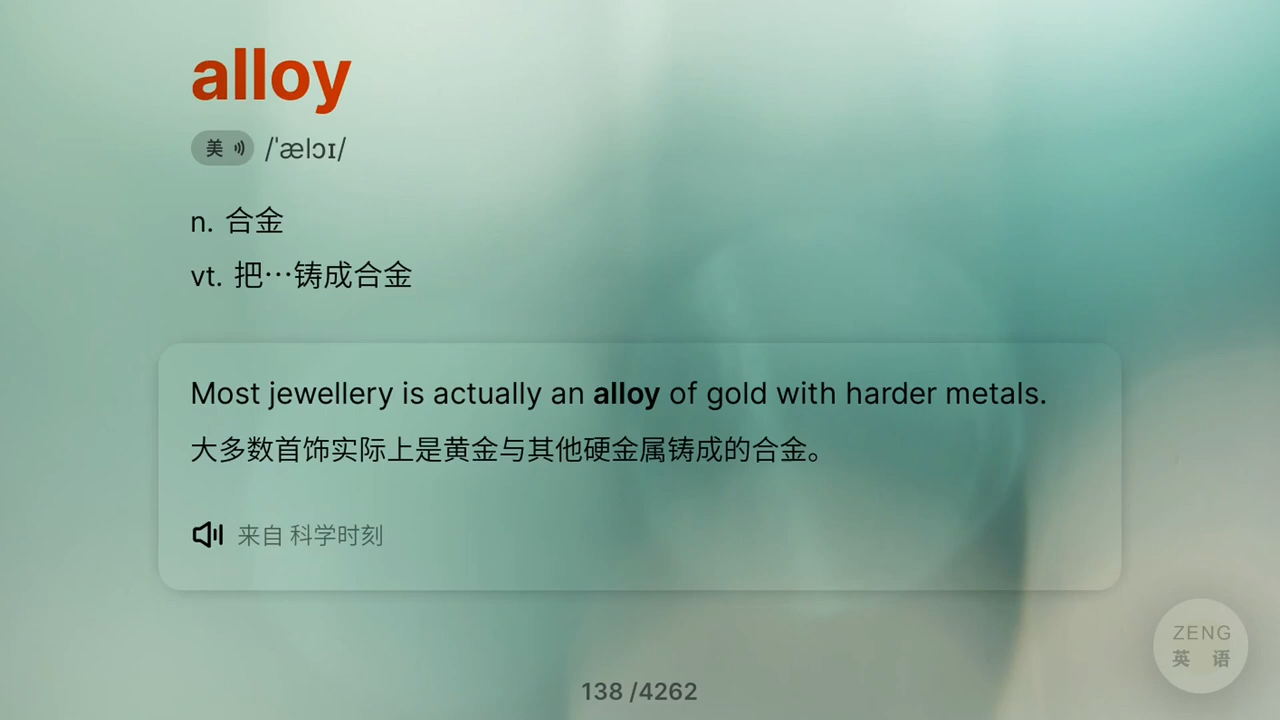 alloy
美 /ˈælɔɪ/
n. 合金
vt. 把…铸成合金
Most jewellery is actually an alloy of gold with harder metals.
大多数首饰实际上是黄金与其他硬金属铸成的合金。
来自 科学时刻
ZENG
英 语
138 /4262